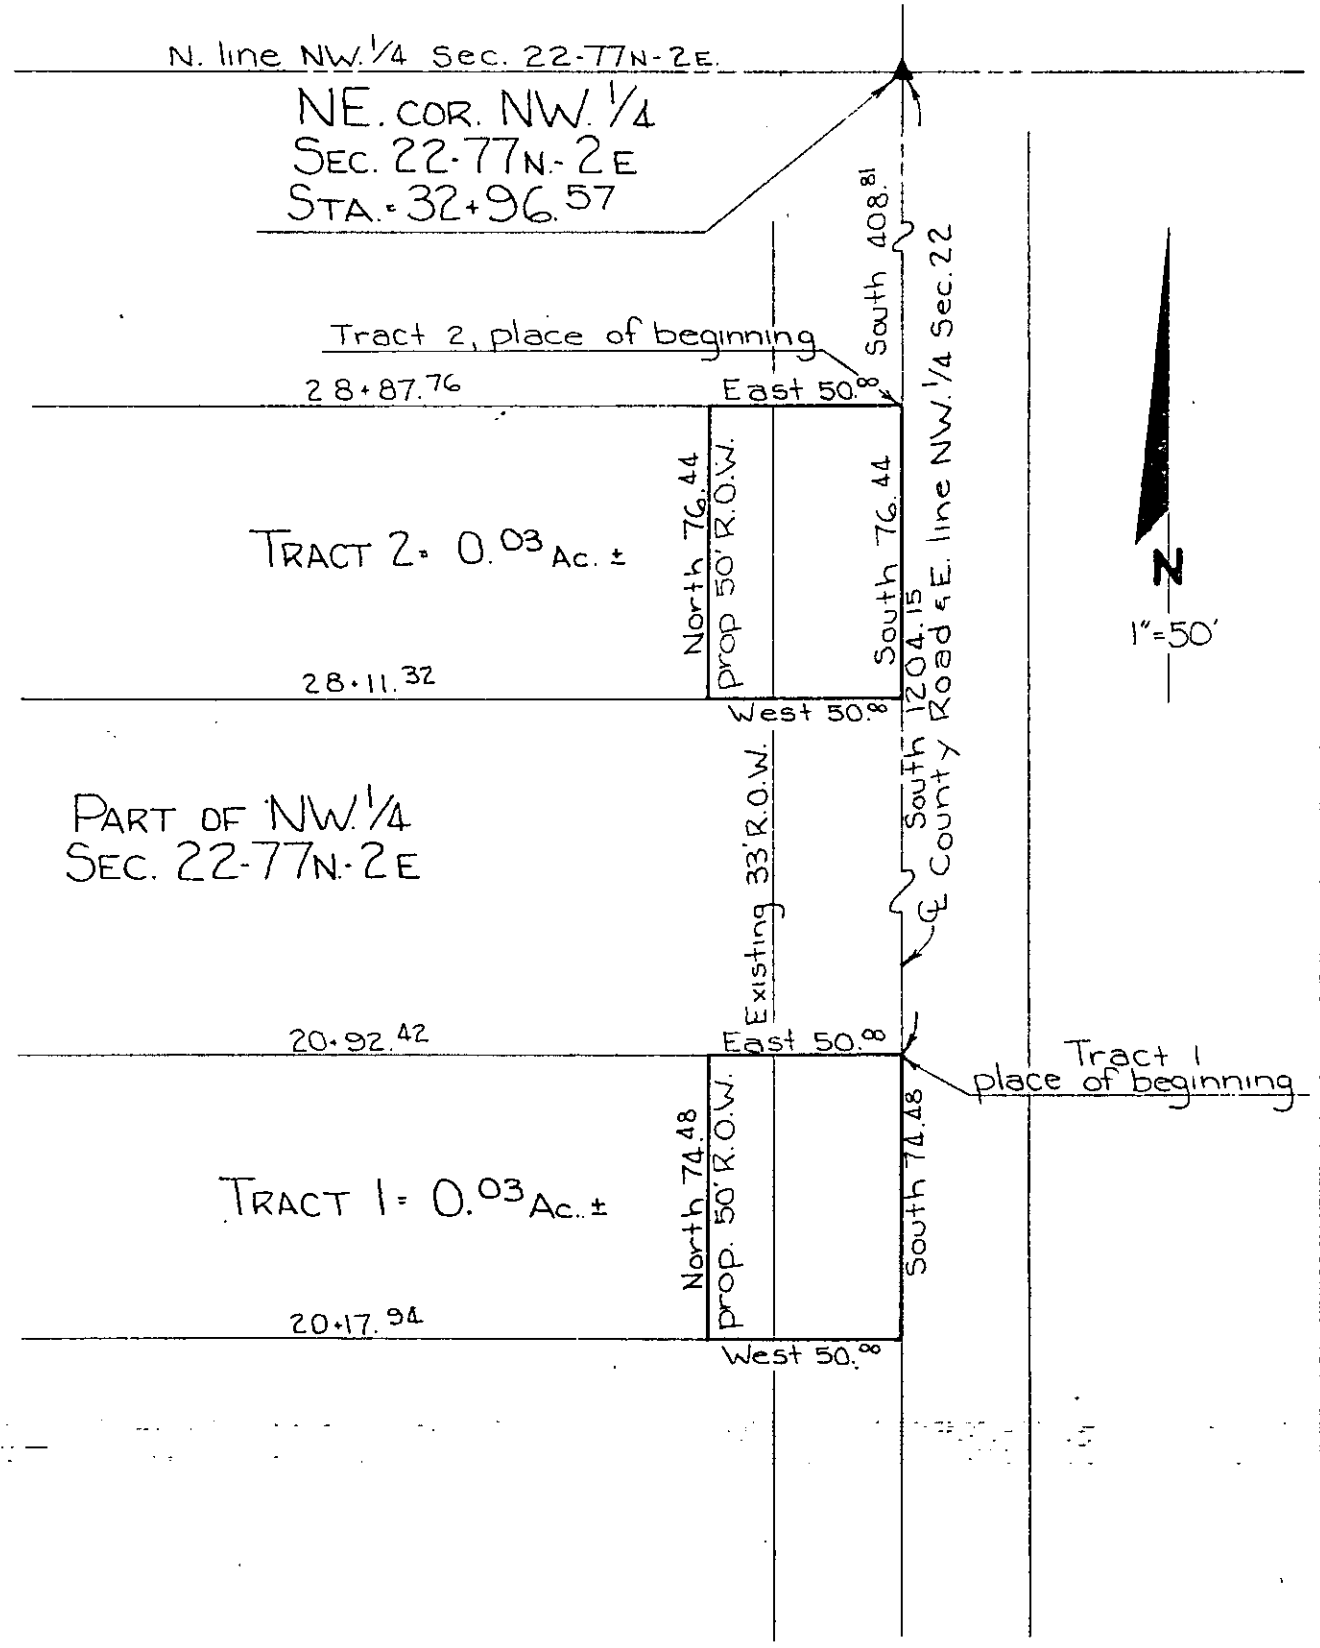 N. line NW. 1/4 Sec. 22-77N-2E.
NE. COR. NW. 1/4
SEC. 22-77N.-2E
STA.=32+96.57
South 408.81
Tract 2, place of beginning
28+87.76
East 50.00
North 76.44
prop 50' R.O.W.
South 76.44
TRACT 2= 0.03 Ac. ±
28+11.32
West 50.00
South 1204.15
℄ County Road & E. line NW. 1/4 Sec. 22
N
1"=50'
PART OF NW. 1/4
SEC. 22-77N.-2E
Existing 33' R.O.W.
20+92.42
East 50.00
Tract 1
place of beginning
North 74.48
prop. 50' R.O.W.
South 74.48
TRACT 1= 0.03 Ac. ±
20+17.94
West 50.00